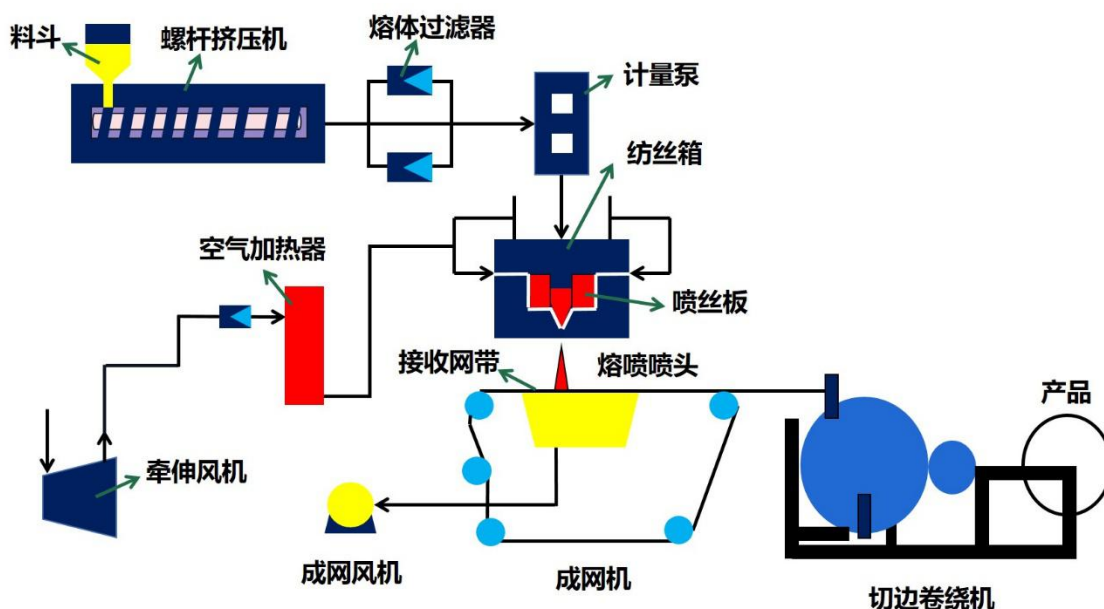 料斗
螺杆挤压机
熔体过滤器
计量泵
纺丝箱
空气加热器
喷丝板
接收网带
熔喷喷头
产品
牵伸风机
成网风机
成网机
切边卷绕机